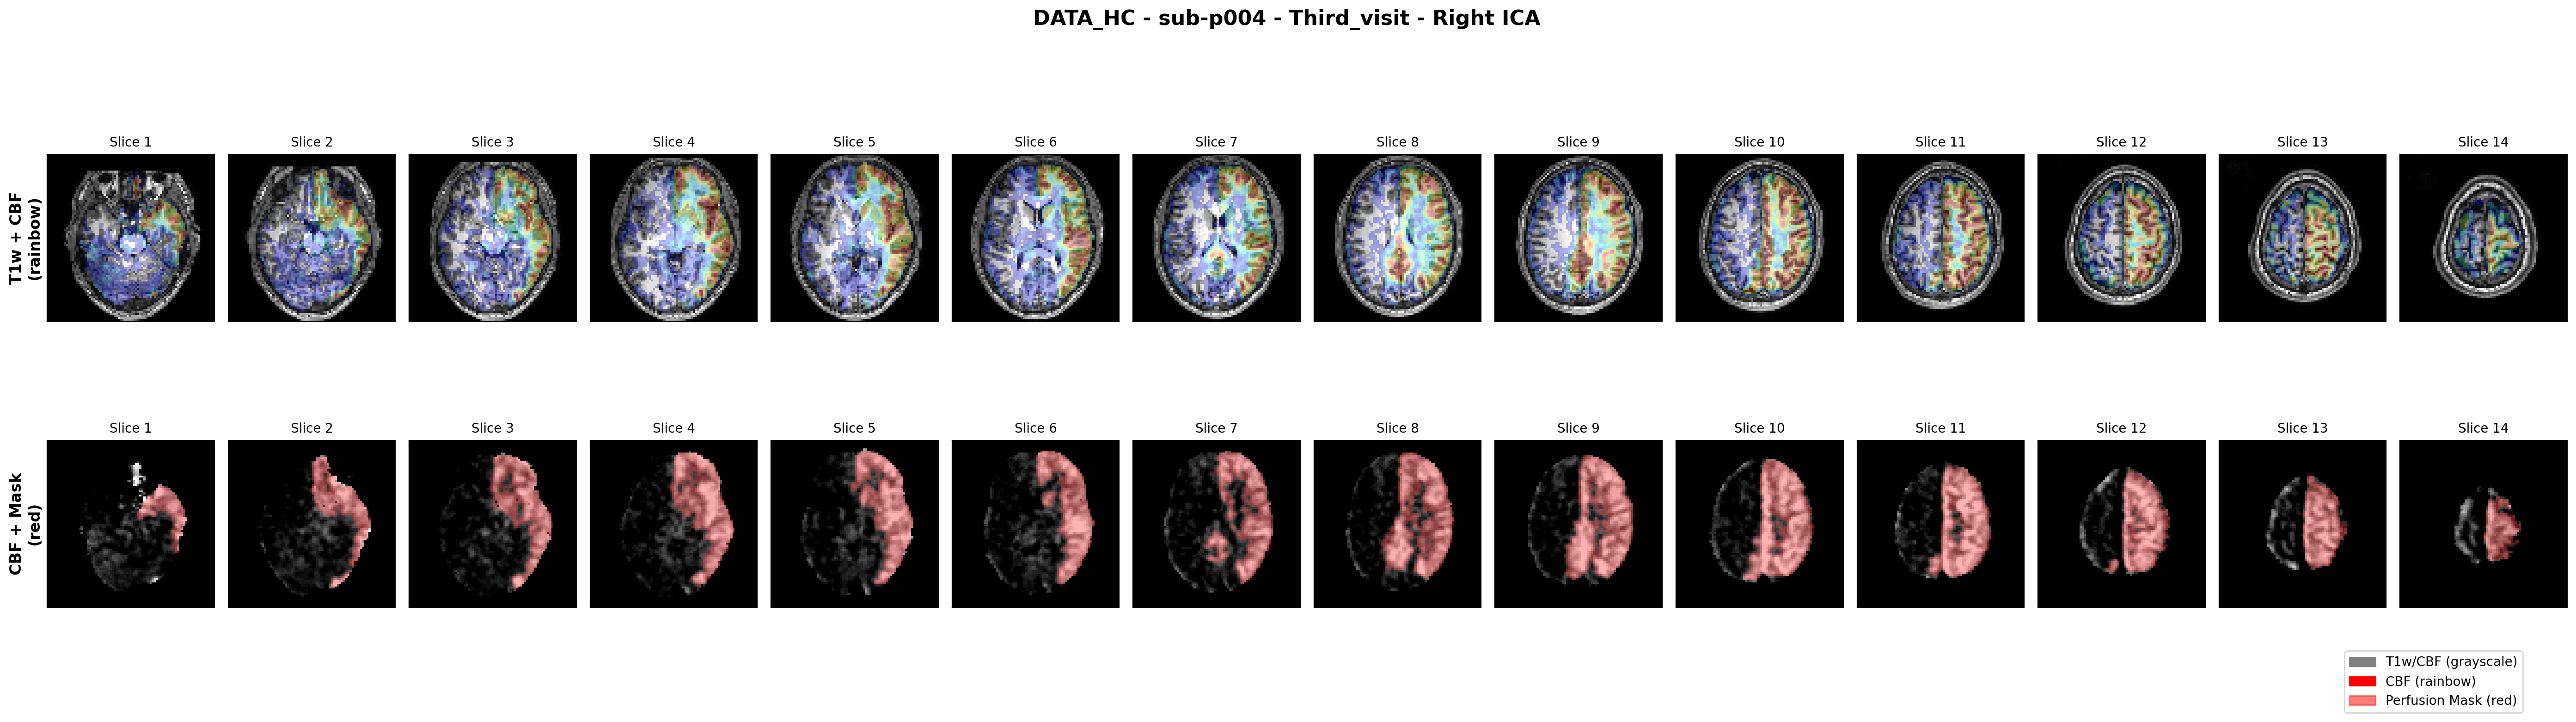 DATA_HC - sub-p004 - Third_visit - Right ICA
T1w + CBF
(rainbow)
Slice 1
Slice 2
Slice 3
Slice 4
Slice 5
Slice 6
Slice 7
Slice 8
Slice 9
Slice 10
Slice 11
Slice 12
Slice 13
Slice 14
CBF + Mask
(red)
Slice 1
Slice 2
Slice 3
Slice 4
Slice 5
Slice 6
Slice 7
Slice 8
Slice 9
Slice 10
Slice 11
Slice 12
Slice 13
Slice 14
T1w/CBF (grayscale)
CBF (rainbow)
Perfusion Mask (red)